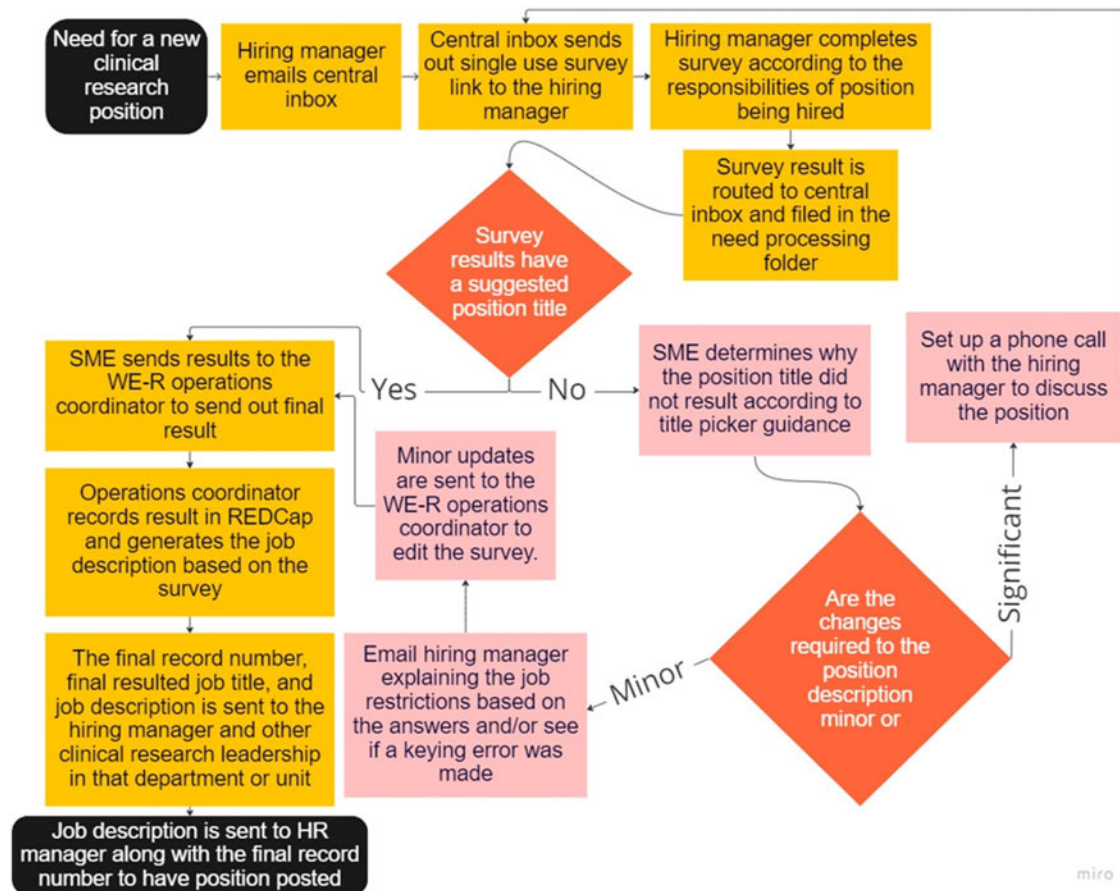 Need for a new
clinical
research
position
Hiring manager
emails central
inbox
Central inbox sends
out single use survey
link to the hiring
manager
Hiring manager completes
survey according to the
responsibilities of position
being hired
Survey result is
routed to central
inbox and filed in the
need processing
folder
Survey
results have
a suggested
position title
Yes
No
SME sends results to the
WE-R operations
coordinator to send out final
result
Operations coordinator
records result in REDCap
and generates the job
description based on the
survey
The final record number,
final resulted job title, and
job description is sent to the
hiring manager and other
clinical research leadership
in that department or unit
Job description is sent to HR
manager along with the final record
number to have position posted
SME determines why
the position title did
not result according to
title picker guidance
Are the
changes
required to the
position
description
minor or
Minor
Significant
Email hiring manager
explaining the job
restrictions based on
the answers and/or see
if a keying error was
made
Minor updates
are sent to the
WE-R operations
coordinator to
edit the survey.
Set up a phone call
with the hiring
manager to discuss
the position
miro